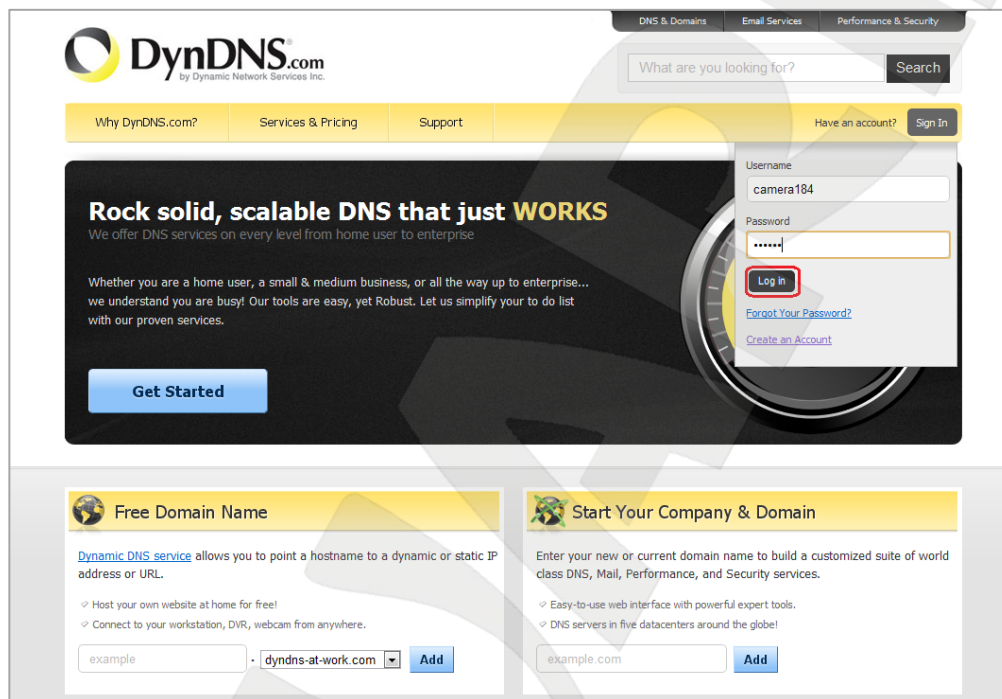 DNS & Domains Email Services Performance & Security
DynDNS.com
by Dynamic Network Services Inc.
What are you looking for? Search
Why DynDNS.com? Services & Pricing Support Have an account? Sign In
Username
camera184
Password
••••••
Log in
Forgot Your Password?
Create an Account
Rock solid, scalable DNS that just WORKS
We offer DNS services on every level from home user to enterprise
Whether you are a home user, a small & medium business, or all the way up to enterprise...
we understand you are busy! Our tools are easy, yet Robust. Let us simplify your to do list
with our proven services.
Get Started
Free Domain Name
Dynamic DNS service allows you to point a hostname to a dynamic or static IP
address or URL.
Host your own website at home for free!
Connect to your workstation, DVR, webcam from anywhere.
example . dyndns-at-work.com Add
Start Your Company & Domain
Enter your new or current domain name to build a customized suite of world
class DNS, Mail, Performance, and Security services.
Easy-to-use web interface with powerful expert tools.
DNS servers in five datacenters around the globe!
example.com Add